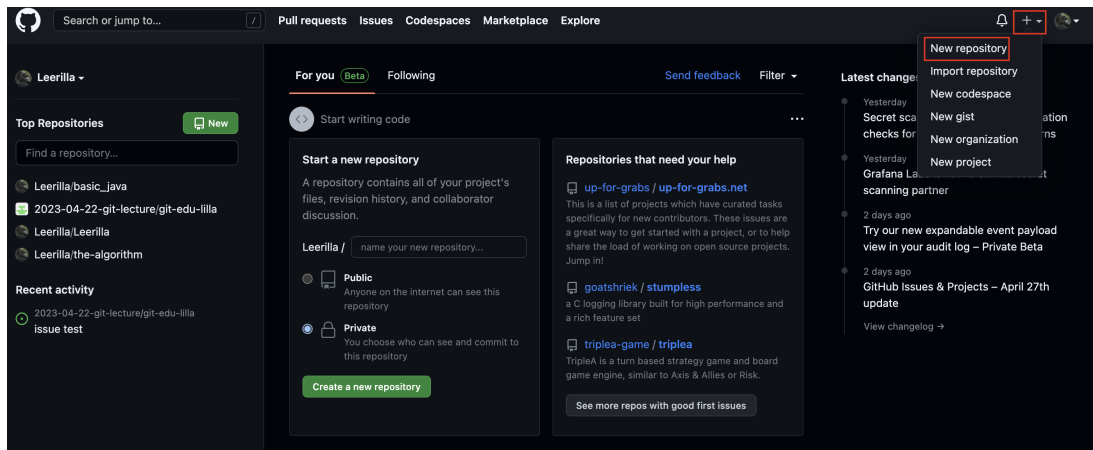 Search or jump to... /
Pull requests Issues Codespaces Marketplace Explore
New repository
Import repository
New codespace
New gist
New organization
New project
Leerilla
Top Repositories
New
Find a repository...
Leerilla/basic_java
2023-04-22-git-lecture/git-edu-lilla
Leerilla/Leerilla
Leerilla/the-algorithm
Recent activity
2023-04-22-git-lecture/git-edu-lilla
issue test
For you Beta Following
Send feedback Filter
Start writing code
Start a new repository
A repository contains all of your project's
files, revision history, and collaborator
discussion.
Leerilla / name your new repository...
Public
Anyone on the internet can see this
repository
Private
You choose who can see and commit to
this repository
Create a new repository
Repositories that need your help
up-for-grabs / up-for-grabs.net
This is a list of projects which have curated tasks
specifically for new contributors. These issues are
a great way to get started with a project, or to help
share the load of working on open source projects.
Jump in!
goatshriek / stumpless
a C logging library built for high performance and
a rich feature set
triplea-game / triplea
TripleA is a turn based strategy game and board
game engine, similar to Axis & Allies or Risk.
See more repos with good first issues
Latest changes
Yesterday
Secret
checks for
Yesterday
Grafana
scanning partner
2 days ago
Try our new expandable event payload
view in your audit log – Private Beta
2 days ago
GitHub Issues & Projects – April 27th
update
View changelog →